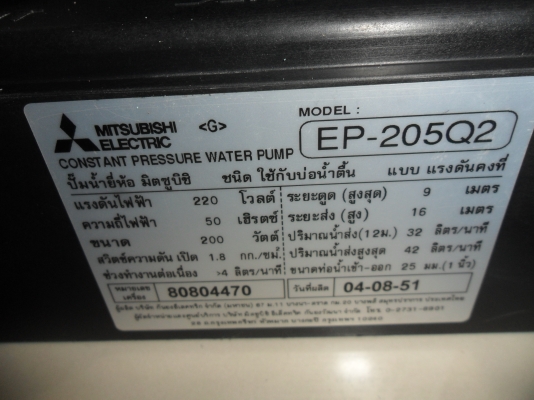 MITSUBISHI ELECTRIC <G> MODEL : EP-205Q2
CONSTANT PRESSURE WATER PUMP
ปั๊มน้ำยี่ห้อ มิตซูบิชิ ชนิด ใช้กับบ่อน้ำตื้น แบบ แรงดันคงที่
แรงดันไฟฟ้า 220 โวลต์ ระยะดูด (สูงสุด) 9 เมตร
ความถี่ไฟฟ้า 50 เฮิรตซ์ ระยะส่ง (สูง) 16 เมตร
ขนาด 200 วัตต์ ปริมาณน้ำส่ง(12ม.) 32 ลิตร/นาที
สวิตช์ความดัน เปิด 1.8 กก./ซม. ปริมาณน้ำส่งสูงสุด 42 ลิตร/นาที
ช่วงทำงานต่อเนื่อง ลิตร/นาที ขนาดท่อน้ำเข้า-ออก 25 มม.(1 นิ้ว)
หมายเลขเครื่อง 80804470 วันที่ผลิต 04-08-51